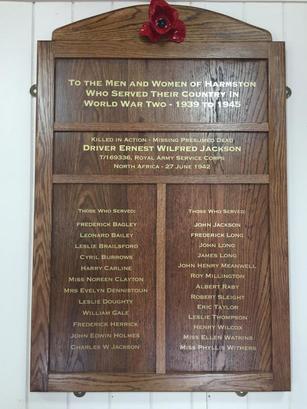 To the Men and Women of Harmston
Who Served Their Country In
World War Two - 1939 to 1945
Killed in Action - Missing Presumed Dead
Driver Ernest Wilfred Jackson
T/169336, Royal Army Service Corps
North Africa - 27 June 1942
Those Who Served:
Frederick Bagley
Leonard Bailey
Leslie Brailsford
Cyril Burrows
Harry Carline
Miss Noreen Clayton
Mrs Evelyn Dennistoun
Leslie Doughty
William Gale
Frederick Herrick
John Edwin Holmes
Charles W Jackson
Those Who Served:
John Jackson
Frederick Long
John Long
James Long
John Henry Meanwell
Roy Millington
Albert Raby
Robert Sleight
Eric Taylor
Leslie Thompson
Henry Wilcox
Miss Ellen Watkins
Miss Phyllis Withers